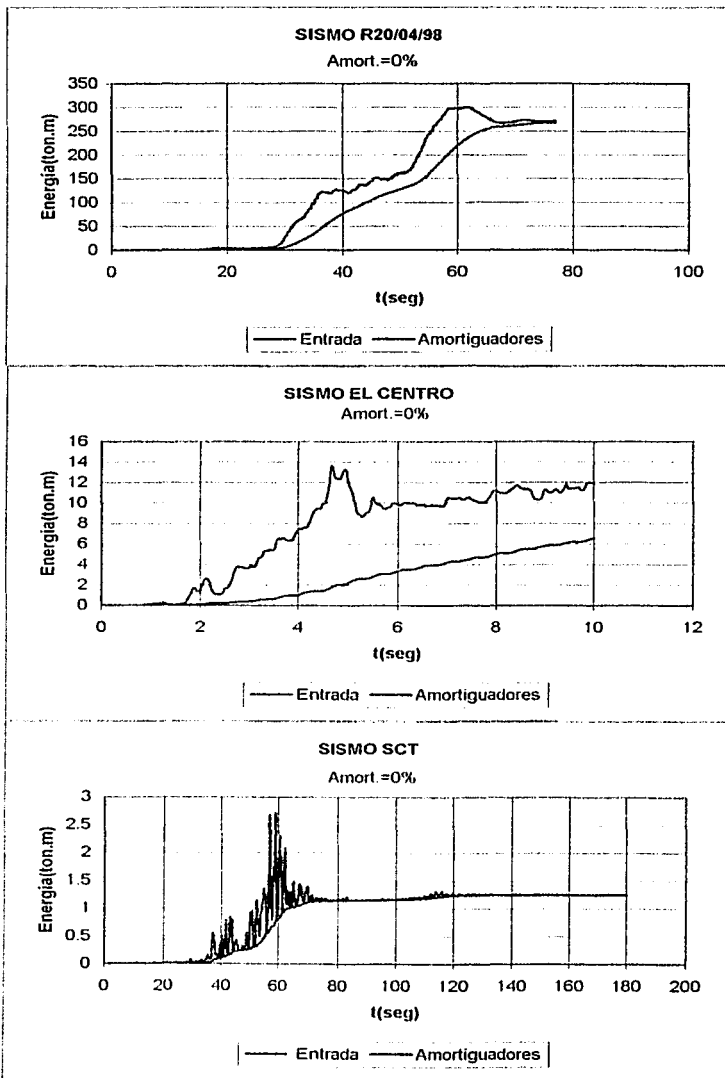 SISMO R20/04/98
Amort.=0%
Energía(ton.m)
350
300
250
200
150
100
50
0
0 20 40 60 80 100
t(seg)
Entrada Amortiguadores
SISMO EL CENTRO
Amort.=0%
Energía(ton.m)
16
14
12
10
8
6
4
2
0
0 2 4 6 8 10 12
t(seg)
Entrada Amortiguadores
SISMO SCT
Amort.=0%
Energía(ton.m)
3
2.5
2
1.5
1
0.5
0
0 20 40 60 80 100 120 140 160 180 200
t(seg)
Entrada Amortiguadores